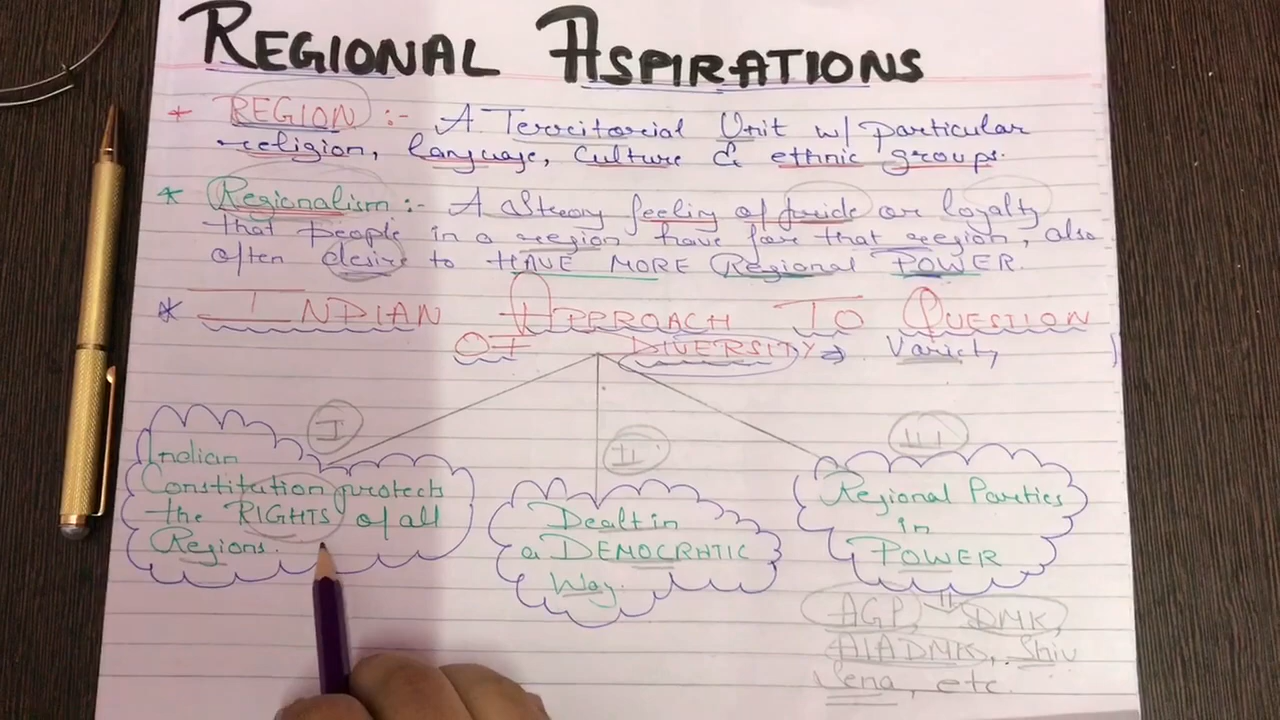 REGIONAL ASPIRATIONS
* REGION :- A Territorial Unit w/ particular
religion, language, culture & ethnic groups.
* Regionalism :- A strong feeling of pride or loyalty
that people in a region have for that region, also
often desire to HAVE MORE Regional POWER.
* INDIAN APPROACH TO QUESTION
OF DIVERSITY → Variety
I
Indian
Constitution protects
the RIGHTS of all
Regions.
II
Dealt in
a DEMOCRATIC
Way.
III
Regional Parties
in
POWER
AGP, DMK,
AIADMK, Shiv
Sena, etc.